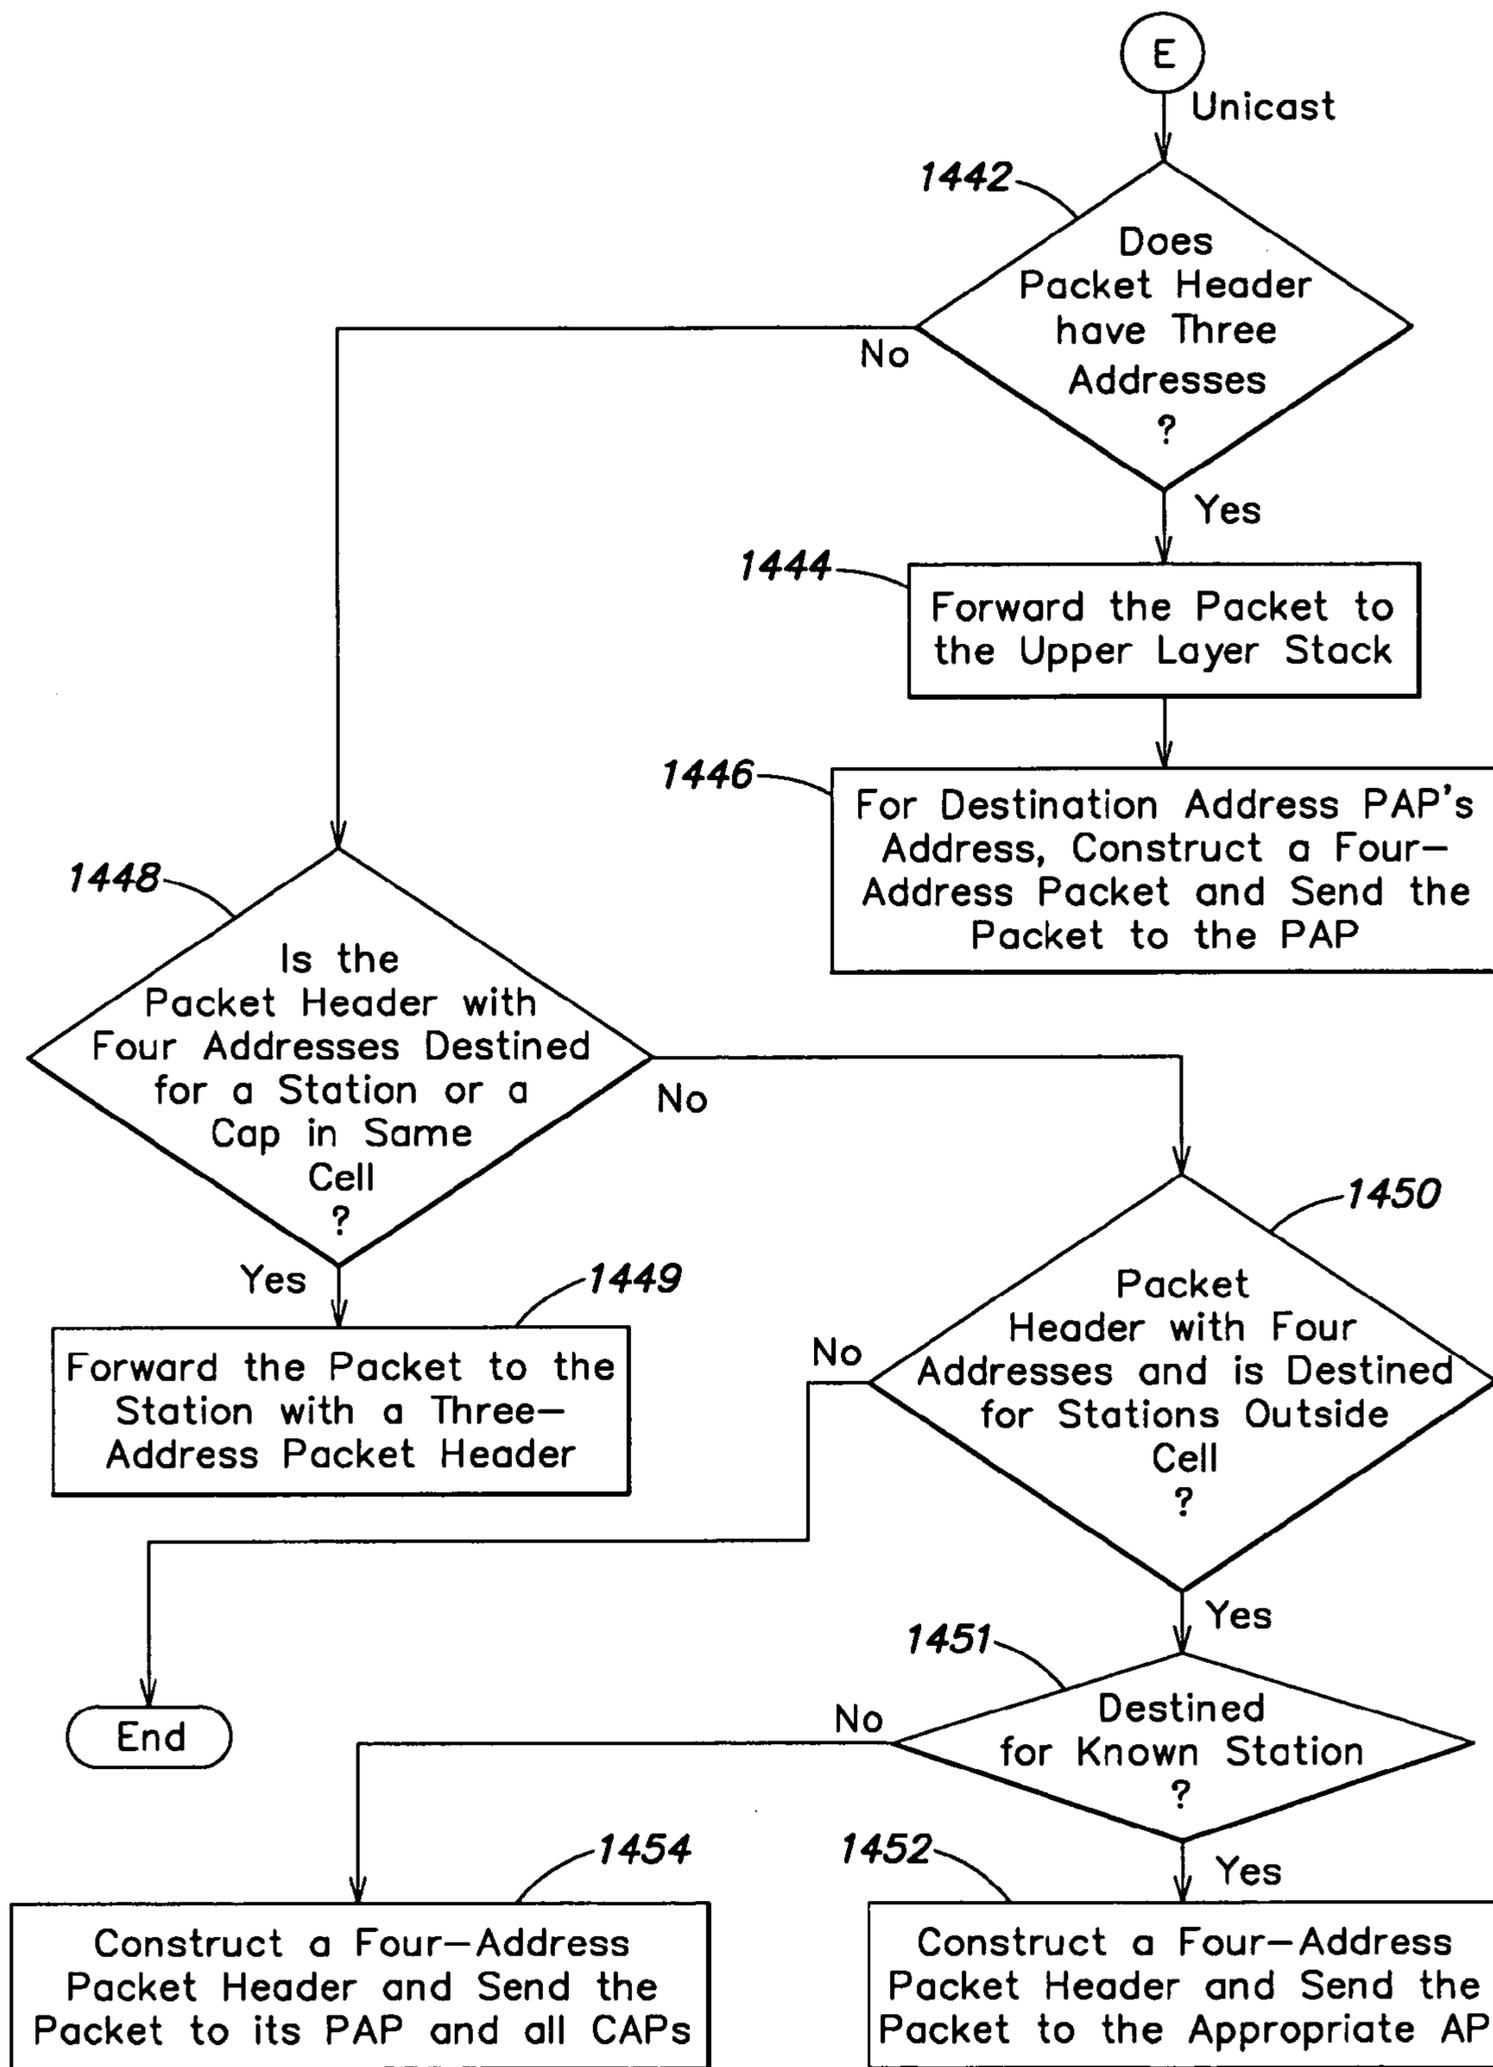 E
Unicast
1442
Does
Packet Header
have Three
Addresses
?
No
Yes
1444
Forward the Packet to
the Upper Layer Stack
1446
For Destination Address PAP's
Address, Construct a Four-
Address Packet and Send the
Packet to the PAP
1448
Is the
Packet Header with
Four Addresses Destined
for a Station or a
Cap in Same
Cell
?
No
Yes
1449
Forward the Packet to the
Station with a Three-
Address Packet Header
1450
Packet
Header with Four
Addresses and is Destined
for Stations Outside
Cell
?
No
Yes
End
1451
Destined
for Known Station
?
No
Yes
1454
Construct a Four-Address
Packet Header and Send the
Packet to its PAP and all CAPs
1452
Construct a Four-Address
Packet Header and Send the
Packet to the Appropriate AP